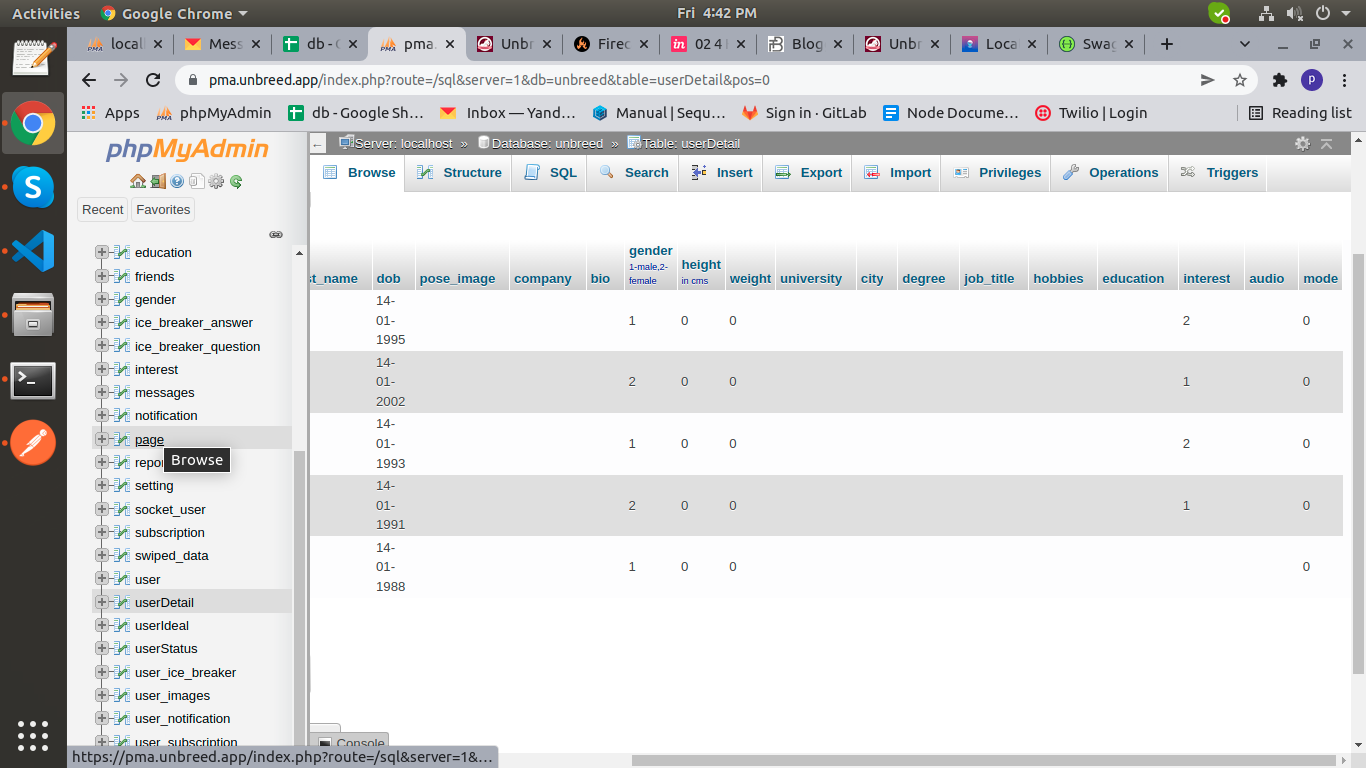 Activities Google Chrome Fri 4:42 PM
local Mess db - G pma. Unbr Firec 02 4 Blog Unbr Loca Swag
pma.unbreed.app/index.php?route=/sql&server=1&db=unbreed&table=userDetail&pos=0 p
Apps phpMyAdmin db - Google Sh… Inbox — Yand… Manual | Sequ… Sign in · GitLab Node Docume… Twilio | Login Reading list
phpMyAdmin
Server: localhost » Database: unbreed » Table: userDetail
Browse Structure SQL Search Insert Export Import Privileges Operations Triggers
Recent Favorites
education
friends
gender
ice_breaker_answer
ice_breaker_question
interest
messages
notification
page
repor
Browse
setting
socket_user
subscription
swiped_data
user
userDetail
userIdeal
userStatus
user_ice_breaker
user_images
user_notification
user_subscription
st_name dob pose_image company bio gender 1-male,2-female height in cms weight university city degree job_title hobbies education interest audio mode
14-01-1995 1 0 0 2 0
14-01-2002 2 0 0 1 0
14-01-1993 1 0 0 2 0
14-01-1991 2 0 0 1 0
14-01-1988 1 0 0 0
Console
https://pma.unbreed.app/index.php?route=/sql&server=1&…